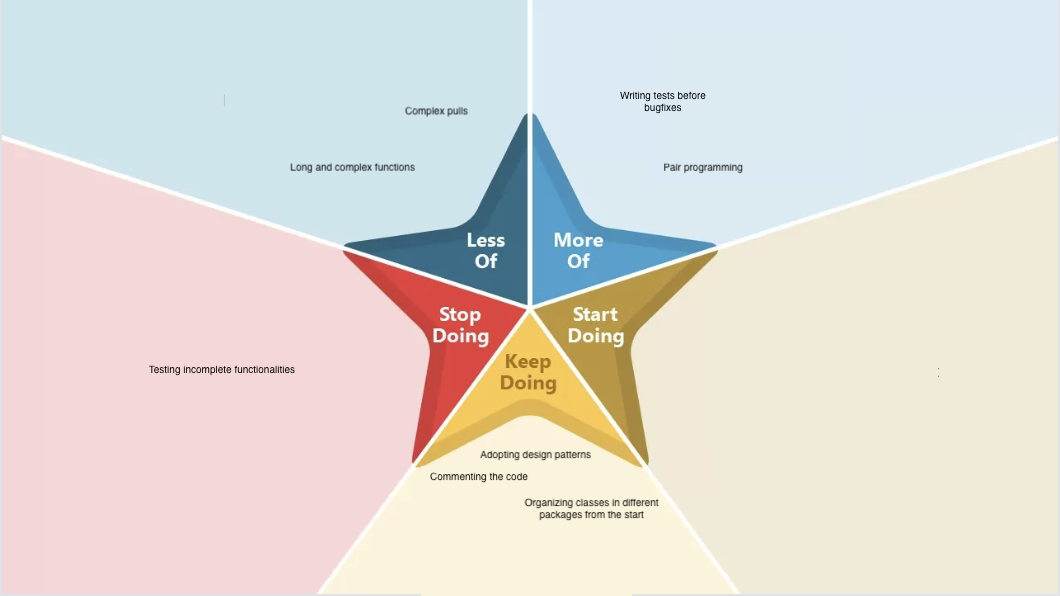 Complex pulls
Writing tests before
bugfixes
Long and complex functions
Pair programming
Less
Of
More
Of
Stop
Doing
Start
Doing
Keep
Doing
Testing incomplete functionalities
Adopting design patterns
Commenting the code
Organizing classes in different
packages from the start